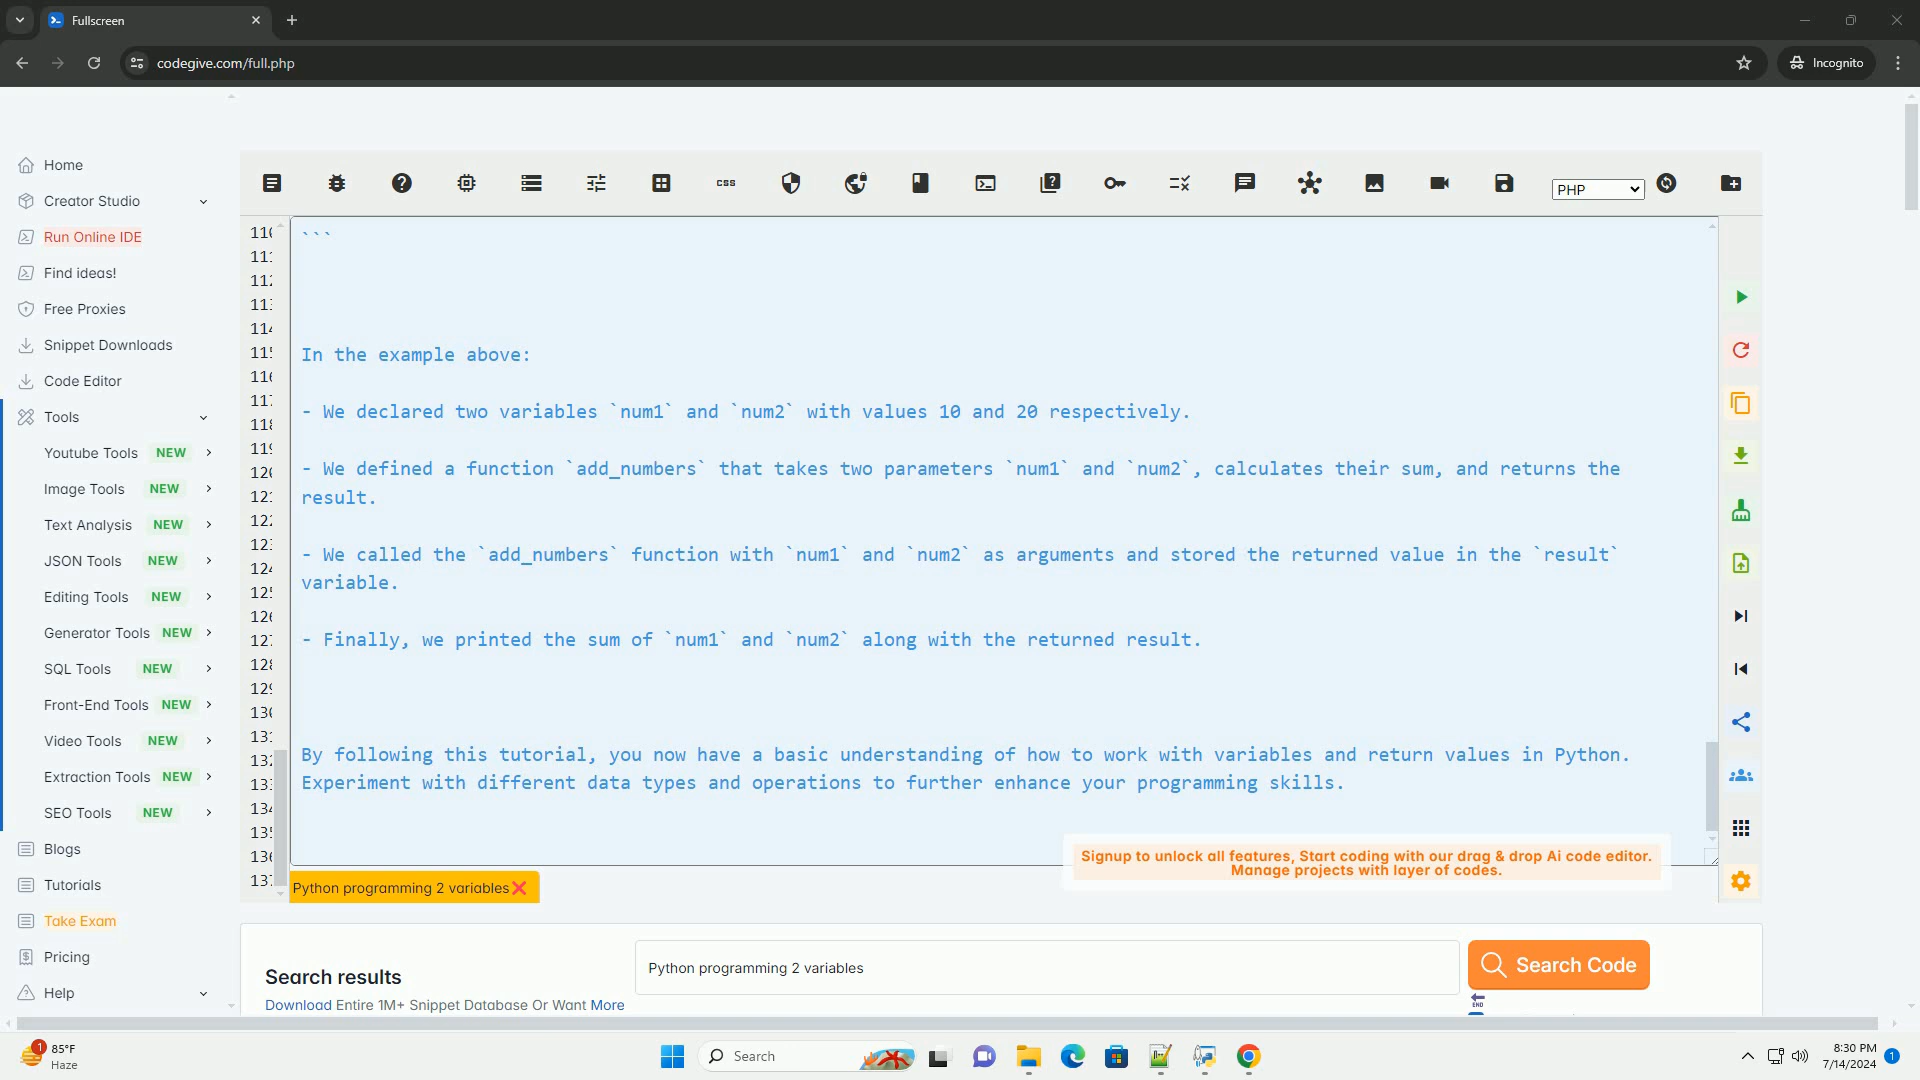 Fullscreen
codegive.com/full.php
Incognito
Home
Creator Studio
Run Online IDE
Find ideas!
Free Proxies
Snippet Downloads
Code Editor
Tools
Youtube Tools NEW
Image Tools NEW
Text Analysis NEW
JSON Tools NEW
Editing Tools NEW
Generator Tools NEW
SQL Tools NEW
Front-End Tools NEW
Video Tools NEW
Extraction Tools NEW
SEO Tools NEW
Blogs
Tutorials
Take Exam
Pricing
Help
css
PHP
```
In the example above:
- We declared two variables `num1` and `num2` with values 10 and 20 respectively.
- We defined a function `add_numbers` that takes two parameters `num1` and `num2`, calculates their sum, and returns the
result.
- We called the `add_numbers` function with `num1` and `num2` as arguments and stored the returned value in the `result`
variable.
- Finally, we printed the sum of `num1` and `num2` along with the returned result.
By following this tutorial, you now have a basic understanding of how to work with variables and return values in Python.
Experiment with different data types and operations to further enhance your programming skills.
Signup to unlock all features, Start coding with our drag & drop Ai code editor.
Manage projects with layer of codes.
Python programming 2 variables
Search results
Download Entire 1M+ Snippet Database Or Want More
Python programming 2 variables
Search Code
END
1
85°F
Haze
Search
8:30 PM
7/14/2024
1